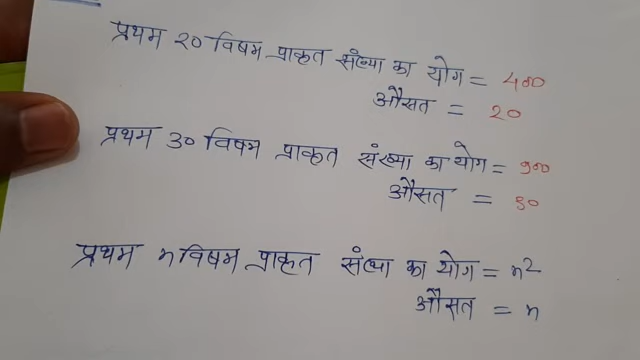 प्रथम 20 विषम प्राकृत संख्या का योग = 400
औसत = 20
प्रथम 30 विषम प्राकृत संख्या का योग = 900
औसत = 30
प्रथम n विषम प्राकृत संख्या का योग = n²
औसत = n